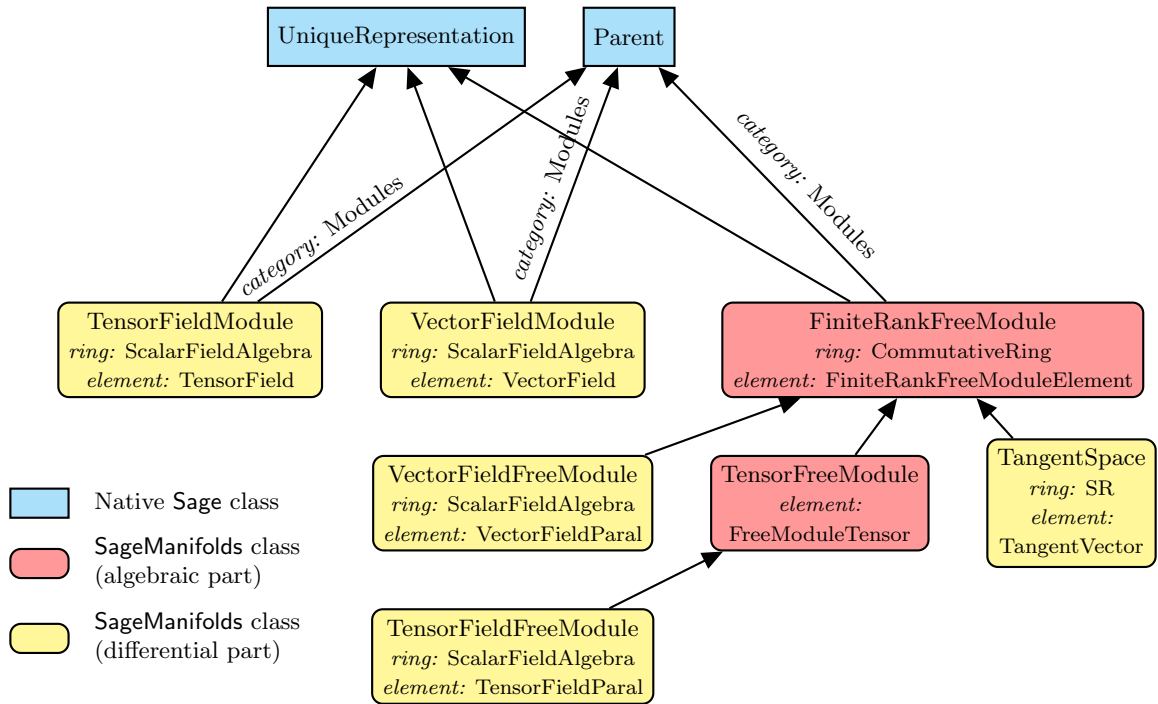 UniqueRepresentation
Parent
category: Modules
category: Modules
category: Modules
TensorFieldModule
ring: ScalarFieldAlgebra
element: TensorField
VectorFieldModule
ring: ScalarFieldAlgebra
element: VectorField
FiniteRankFreeModule
ring: CommutativeRing
element: FiniteRankFreeModuleElement
VectorFieldFreeModule
ring: ScalarFieldAlgebra
element: VectorFieldParal
TensorFreeModule
element:
FreeModuleTensor
TangentSpace
ring: SR
element:
TangentVector
TensorFieldFreeModule
ring: ScalarFieldAlgebra
element: TensorFieldParal
Native Sage class
SageManifolds class
(algebraic part)
SageManifolds class
(differential part)